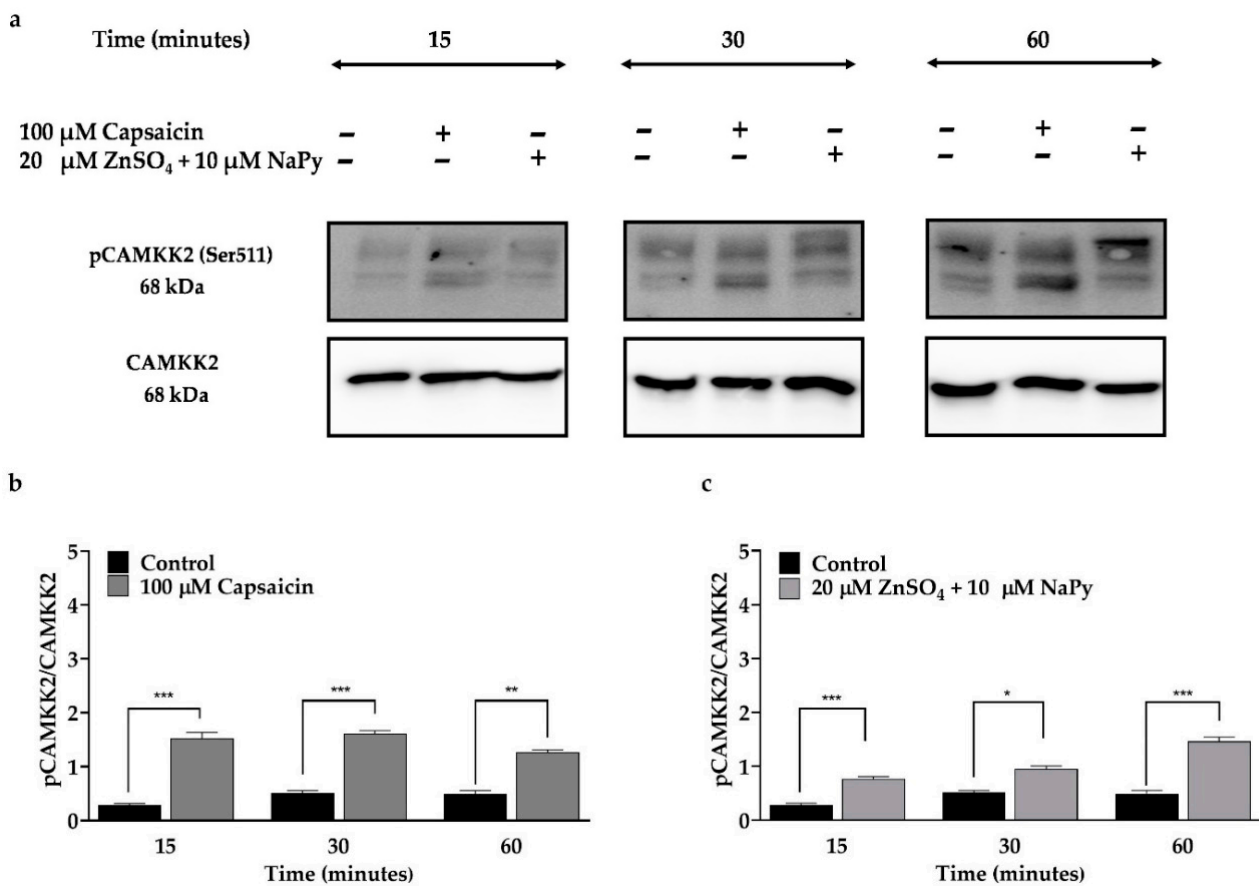 a
Time (minutes) 15 30 60
100 µM Capsaicin - + - - + - - + -
20 µM ZnSO₄ + 10 µM NaPy - - + - - + - - +
pCAMKK2 (Ser511)
68 kDa
CAMKK2
68 kDa
b
pCAMKK2/CAMKK2
5
4
3
2
1
0
Control
100 µM Capsaicin
*** *** **
15 30 60
Time (minutes)
c
pCAMKK2/CAMKK2
5
4
3
2
1
0
Control
20 µM ZnSO₄ + 10 µM NaPy
*** * ***
15 30 60
Time (minutes)